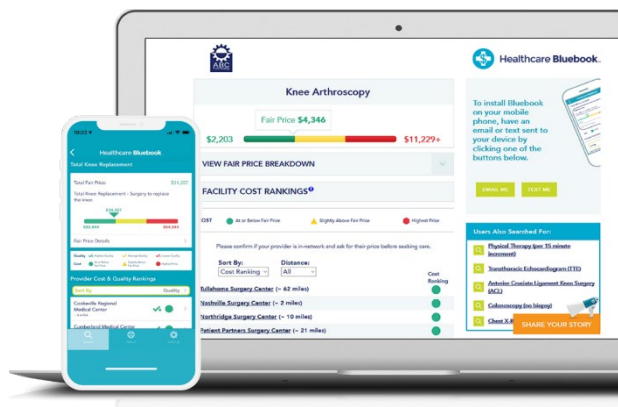 ABC
Healthcare Bluebook
Knee Arthroscopy
Fair Price $4,346
$2,203
$11,229+
VIEW FAIR PRICE BREAKDOWN
FACILITY COST RANKINGS
COST
At or Below Fair Price
Slightly Above Fair Price
Highest Price
Please confirm if your provider is in-network and ask for their price before seeking care.
Sort By:
Distance:
Cost Ranking
All
Cost
Ranking
Tullahoma Surgery Center (~ 62 miles)
Nashville Surgery Center (~ 2 miles)
Northridge Surgery Center (~ 10 miles)
Patient Partners Surgery Center (~ 21 miles)
To install Bluebook
on your mobile
phone, have an
email or text sent to
your device by
clicking one of the
buttons below.
EMAIL ME
TEXT ME
Users Also Searched For:
Physical Therapy (per 15 minute
increment)
Transthoracic Echocardiogram (TTE)
Anterior Cruciate Ligament Knee Surgery
(ACL)
Colonoscopy (no biopsy)
Chest X-R
SHARE YOUR STORY
Healthcare Bluebook
Total Knee Replacement
Total Fair Price
Total Knee Replacement - Surgery to replace
the knee.
Fair Price Details
Quality
Cost
Provider Cost & Quality Rankings
Sort By
Quality
Cookeville Regional
Medical Center
Cumberland Medical Center